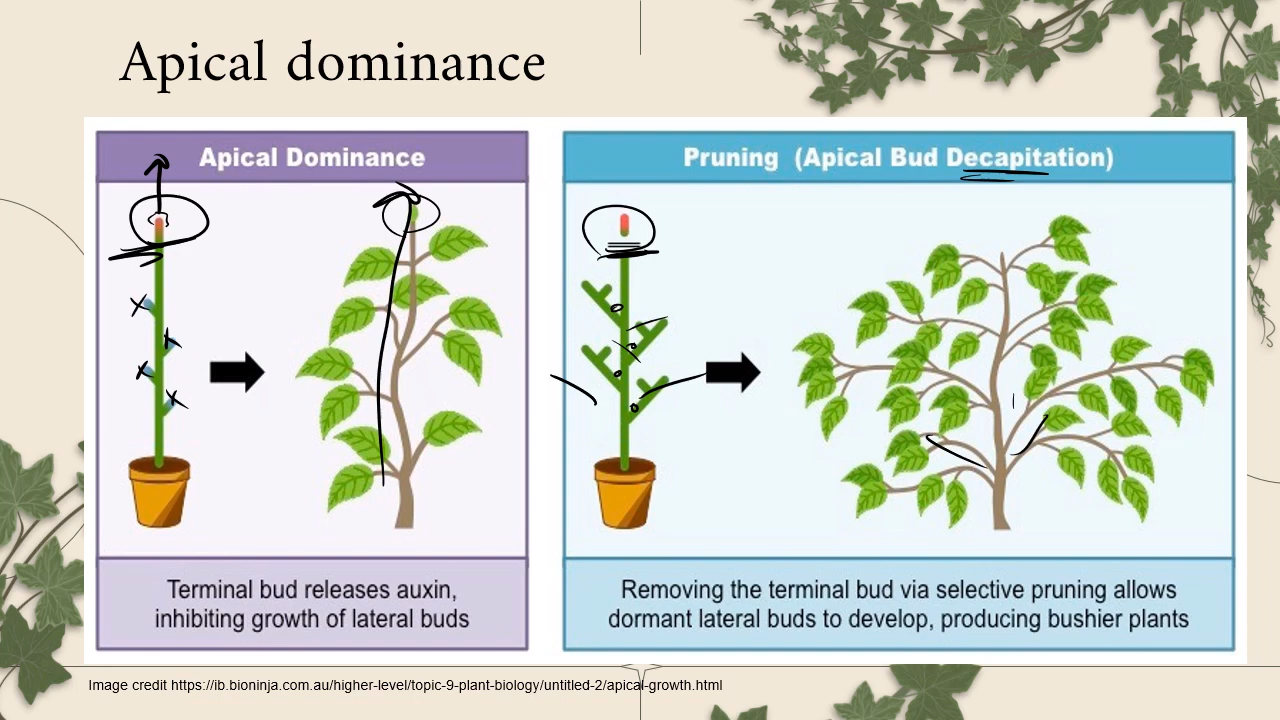 Apical dominance
Apical Dominance
Terminal bud releases auxin,
inhibiting growth of lateral buds
Pruning (Apical Bud Decapitation)
Removing the terminal bud via selective pruning allows
dormant lateral buds to develop, producing bushier plants
Image credit https://ib.bioninja.com.au/higher-level/topic-9-plant-biology/untitled-2/apical-growth.html